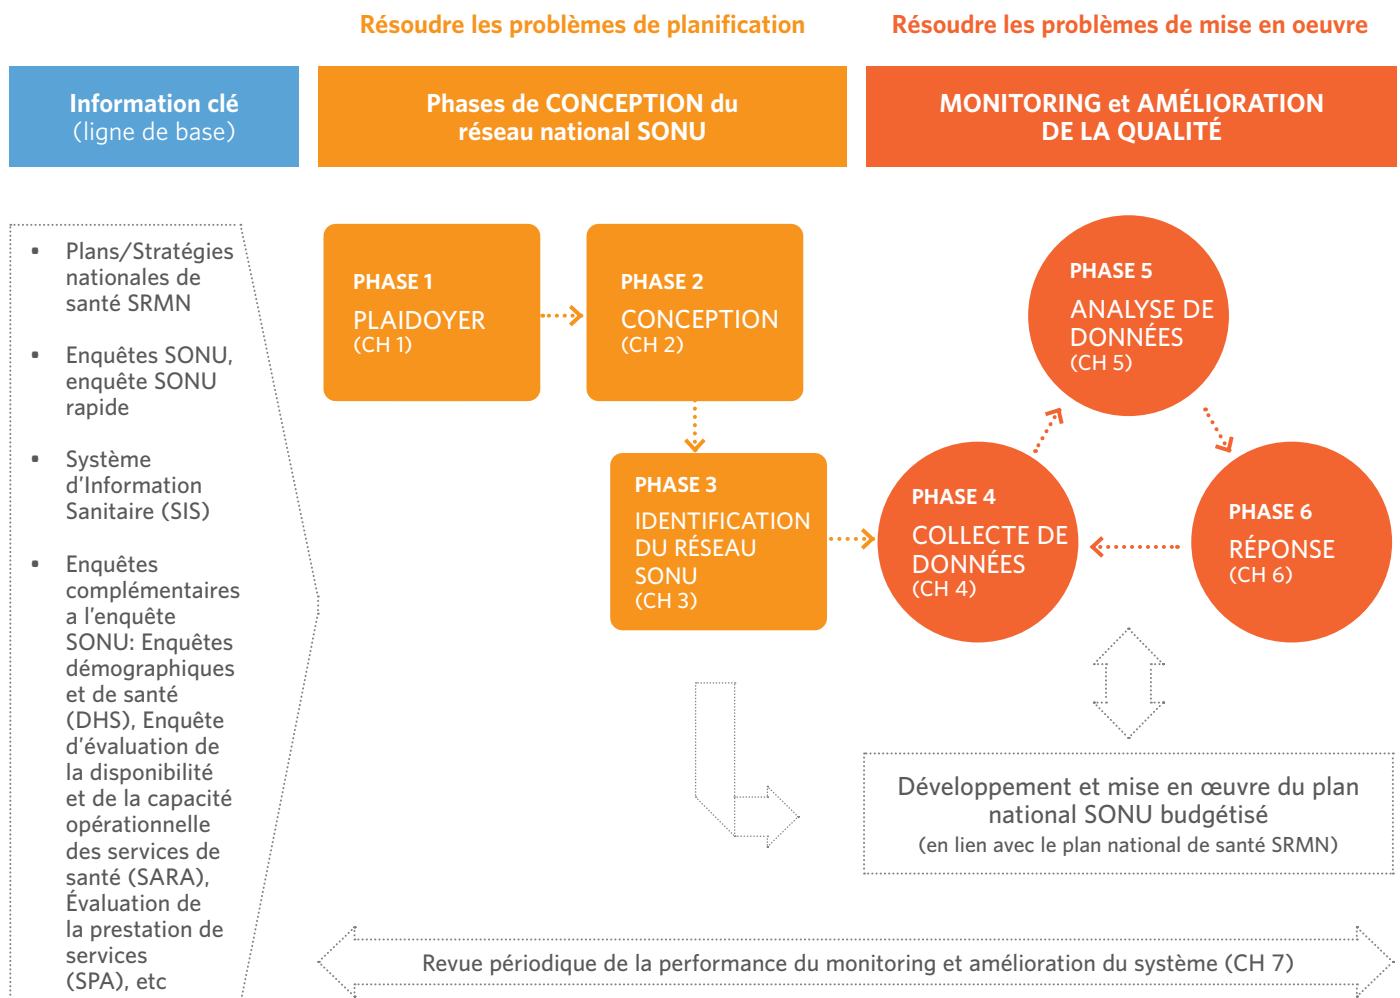 Résoudre les problèmes de planification
Résoudre les problèmes de mise en oeuvre
Information clé
(ligne de base)
Phases de CONCEPTION du
réseau national SONU
MONITORING et AMÉLIORATION
DE LA QUALITÉ
• Plans/Stratégies
nationales de
santé SRMN
• Enquêtes SONU,
enquête SONU
rapide
• Système
d'Information
Sanitaire (SIS)
• Enquêtes
complémentaires
a l'enquête
SONU: Enquêtes
démographiques
et de santé
(DHS), Enquête
d'évaluation de
la disponibilité
et de la capacité
opérationnelle
des services de
santé (SARA),
Évaluation de
la prestation de
services
(SPA), etc
PHASE 1
PLAIDOYER
(CH 1)
PHASE 2
CONCEPTION
(CH 2)
PHASE 3
IDENTIFICATION
DU RÉSEAU
SONU
(CH 3)
PHASE 4
COLLECTE DE
DONNÉES
(CH 4)
PHASE 5
ANALYSE DE
DONNÉES
(CH 5)
PHASE 6
RÉPONSE
(CH 6)
Développement et mise en œuvre du plan
national SONU budgétisé
(en lien avec le plan national de santé SRMN)
Revue périodique de la performance du monitoring et amélioration du système (CH 7)